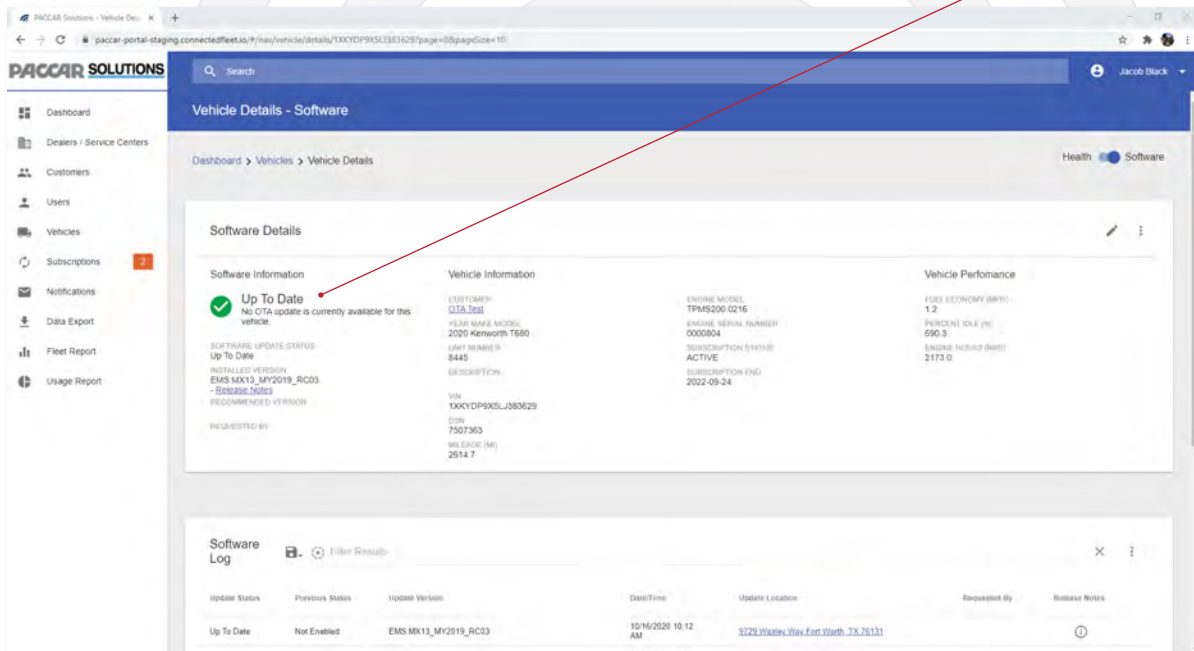 PACCAR Solutions - Vehicle De
paccar-portal-staging.connectedfleet.io/#/nav/vehicle/details/1XKYDP9X5LJ383629?page=0&pageSize=10
PACCAR SOLUTIONS
Search
Jacob Black
Vehicle Details - Software
Dashboard
Dealers / Service Centers
Customers
Users
Vehicles
Subscriptions
2
Notifications
Data Export
Fleet Report
Usage Report
Dashboard > Vehicles > Vehicle Details
Health
Software
Software Details
Software Information
Up To Date
No OTA update is currently available for this
vehicle.
SOFTWARE UPDATE STATUS
Up To Date
INSTALLED VERSION
EMS:MX13_MY2019_RC03
- Release Notes
RECOMMENDED VERSION
REQUESTED BY
Vehicle Information
CUSTOMER
OTA Test
YEAR MAKE MODEL
2020 Kenworth T680
UNIT NUMBER
8445
DESCRIPTION
VIN
1XKYDP9X5LJ383629
DSN
7507363
MILEAGE (MI)
2614.7
ENGINE MODEL
TPMS200.0216
ENGINE SERIAL NUMBER
0000804
SUBSCRIPTION STATUS
ACTIVE
SUBSCRIPTION END
2022-09-24
Vehicle Perfomance
FUEL ECONOMY (MPG)
1.2
PERCENT IDLE (%)
690.3
ENGINE HOURS (HRS)
2173.0
Software
Log
Filter Results
Update Status Previous Status Update Version Date/Time Update Location Requested By Release Notes
Up To Date Not Enabled EMS:MX13_MY2019_RC03 10/16/2020 10:12
AM
9729 Way, Fort Worth, TX 76131